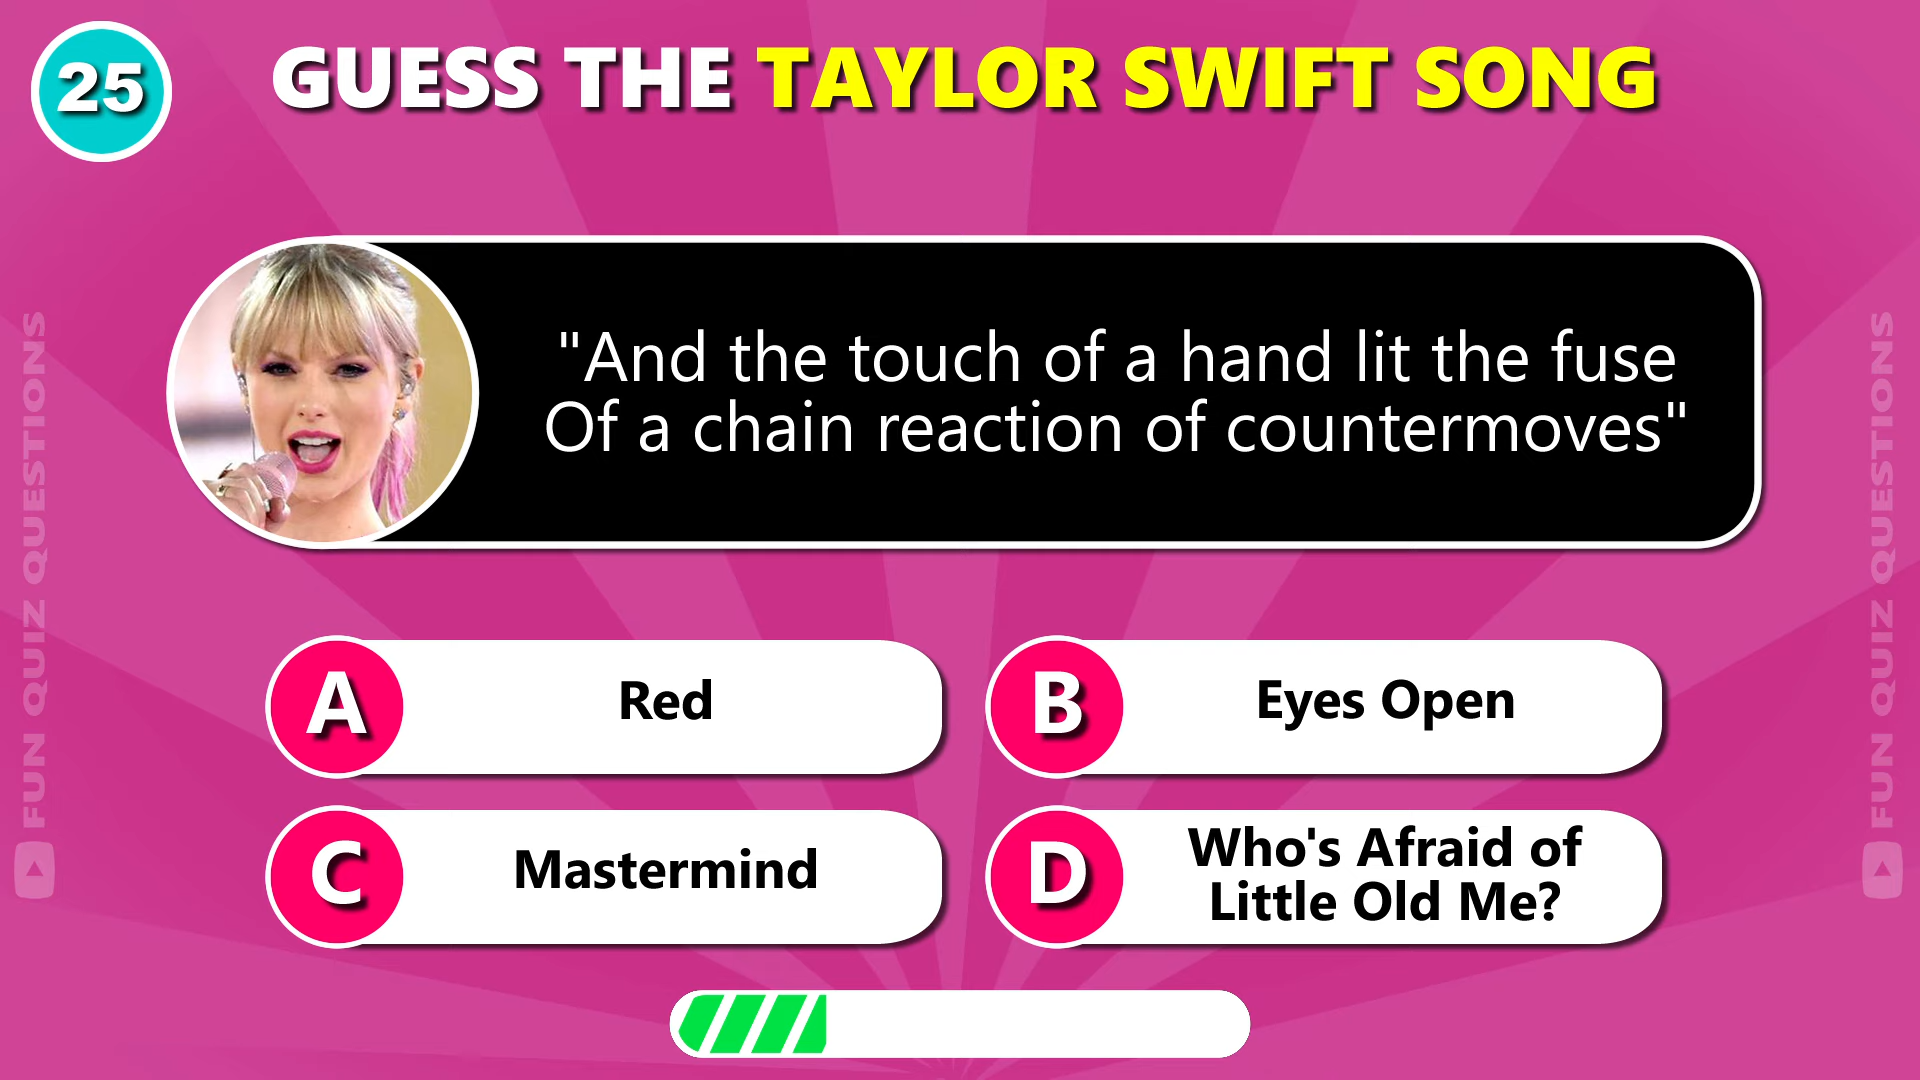 25
GUESS THE TAYLOR SWIFT SONG
"And the touch of a hand lit the fuse
Of a chain reaction of countermoves"
A
Red
B
Eyes Open
C
Mastermind
D
Who's Afraid of
Little Old Me?
FUN QUIZ QUESTIONS
FUN QUIZ QUESTIONS